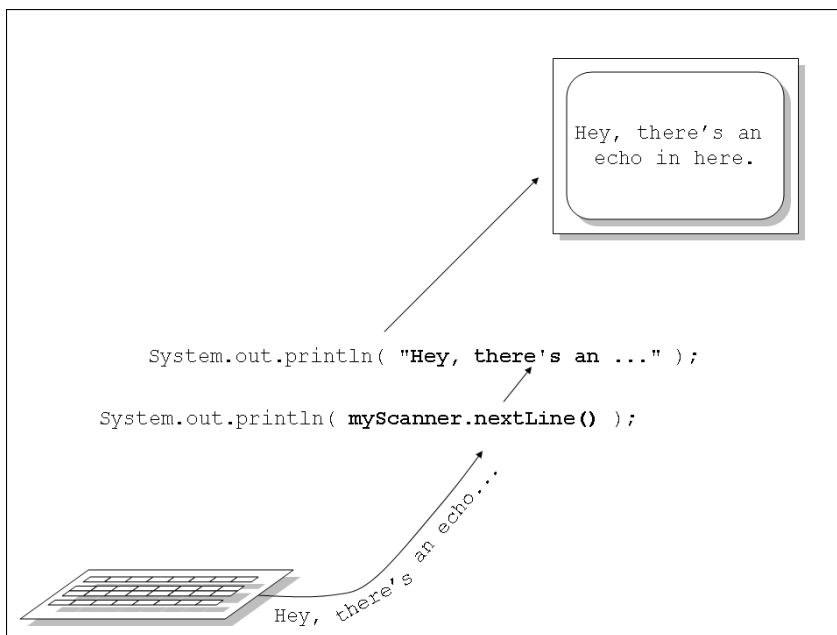 Hey, there's an
echo in here.
System.out.println( "Hey, there's an ..." );
System.out.println( myScanner.nextLine() );
Hey, there's an echo...